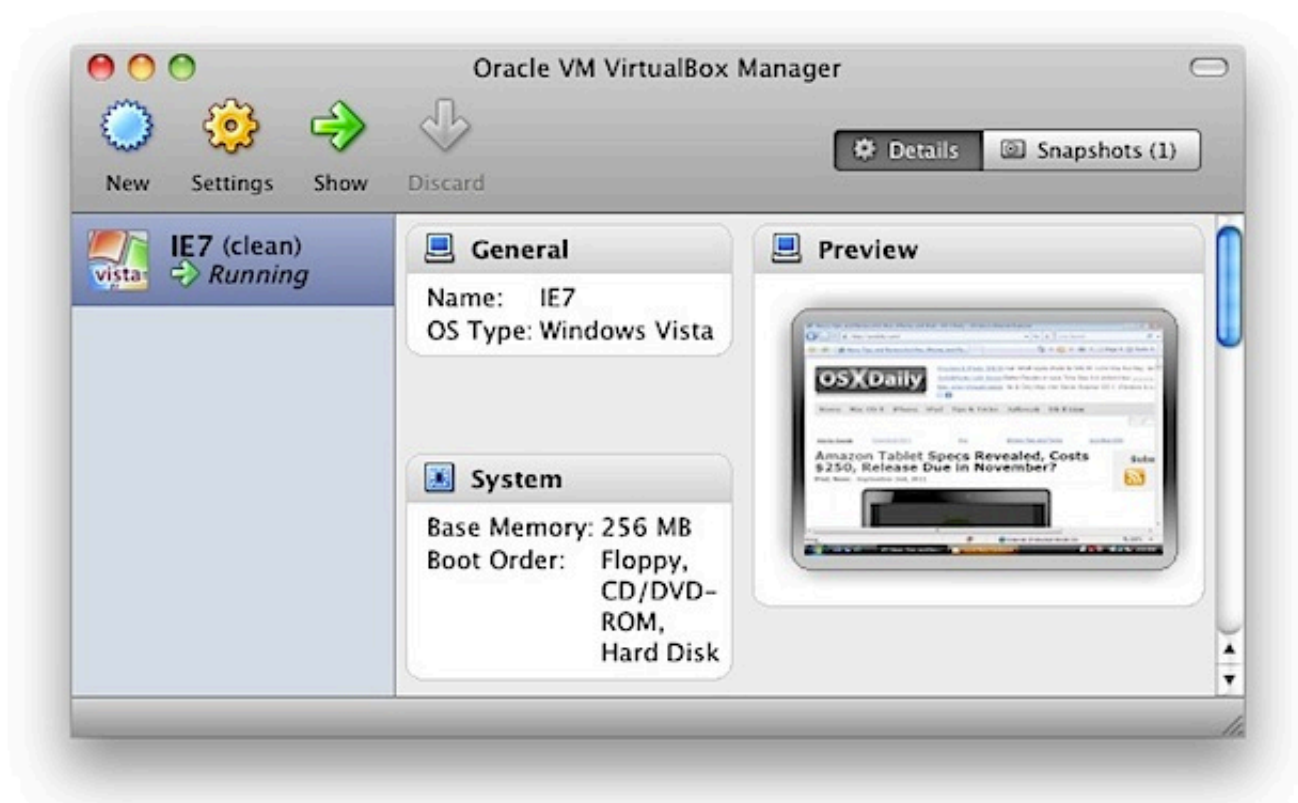 Oracle VM VirtualBox Manager
New
Settings
Show
Discard
Details
Snapshots (1)
vista
IE7 (clean)
Running
General
Name: IE7
OS Type: Windows Vista
System
Base Memory: 256 MB
Boot Order: Floppy,
CD/DVD-
ROM,
Hard Disk
Preview
OSXDaily
Amazon Tablet Specs Revealed, Costs
$250, Release Due in November?